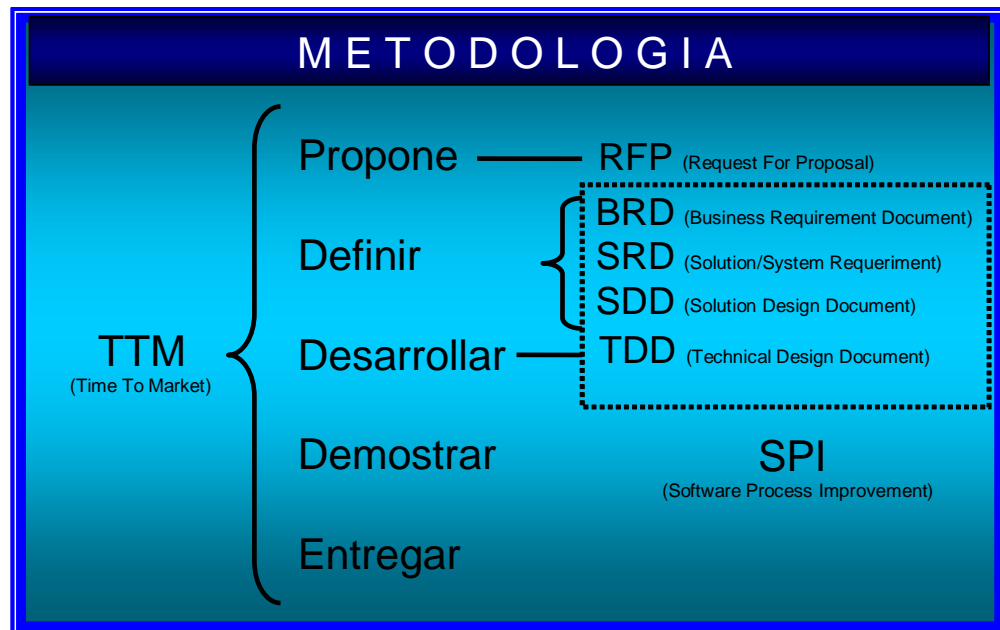 METODOLOGIA
Propone
RFP (Request For Proposal)
BRD (Business Requirement Document)
Definir
SRD (Solution/System Requeriment)
SDD (Solution Design Document)
TTM
(Time To Market)
Desarrollar
TDD (Technical Design Document)
Demostrar
SPI
(Software Process Improvement)
Entregar